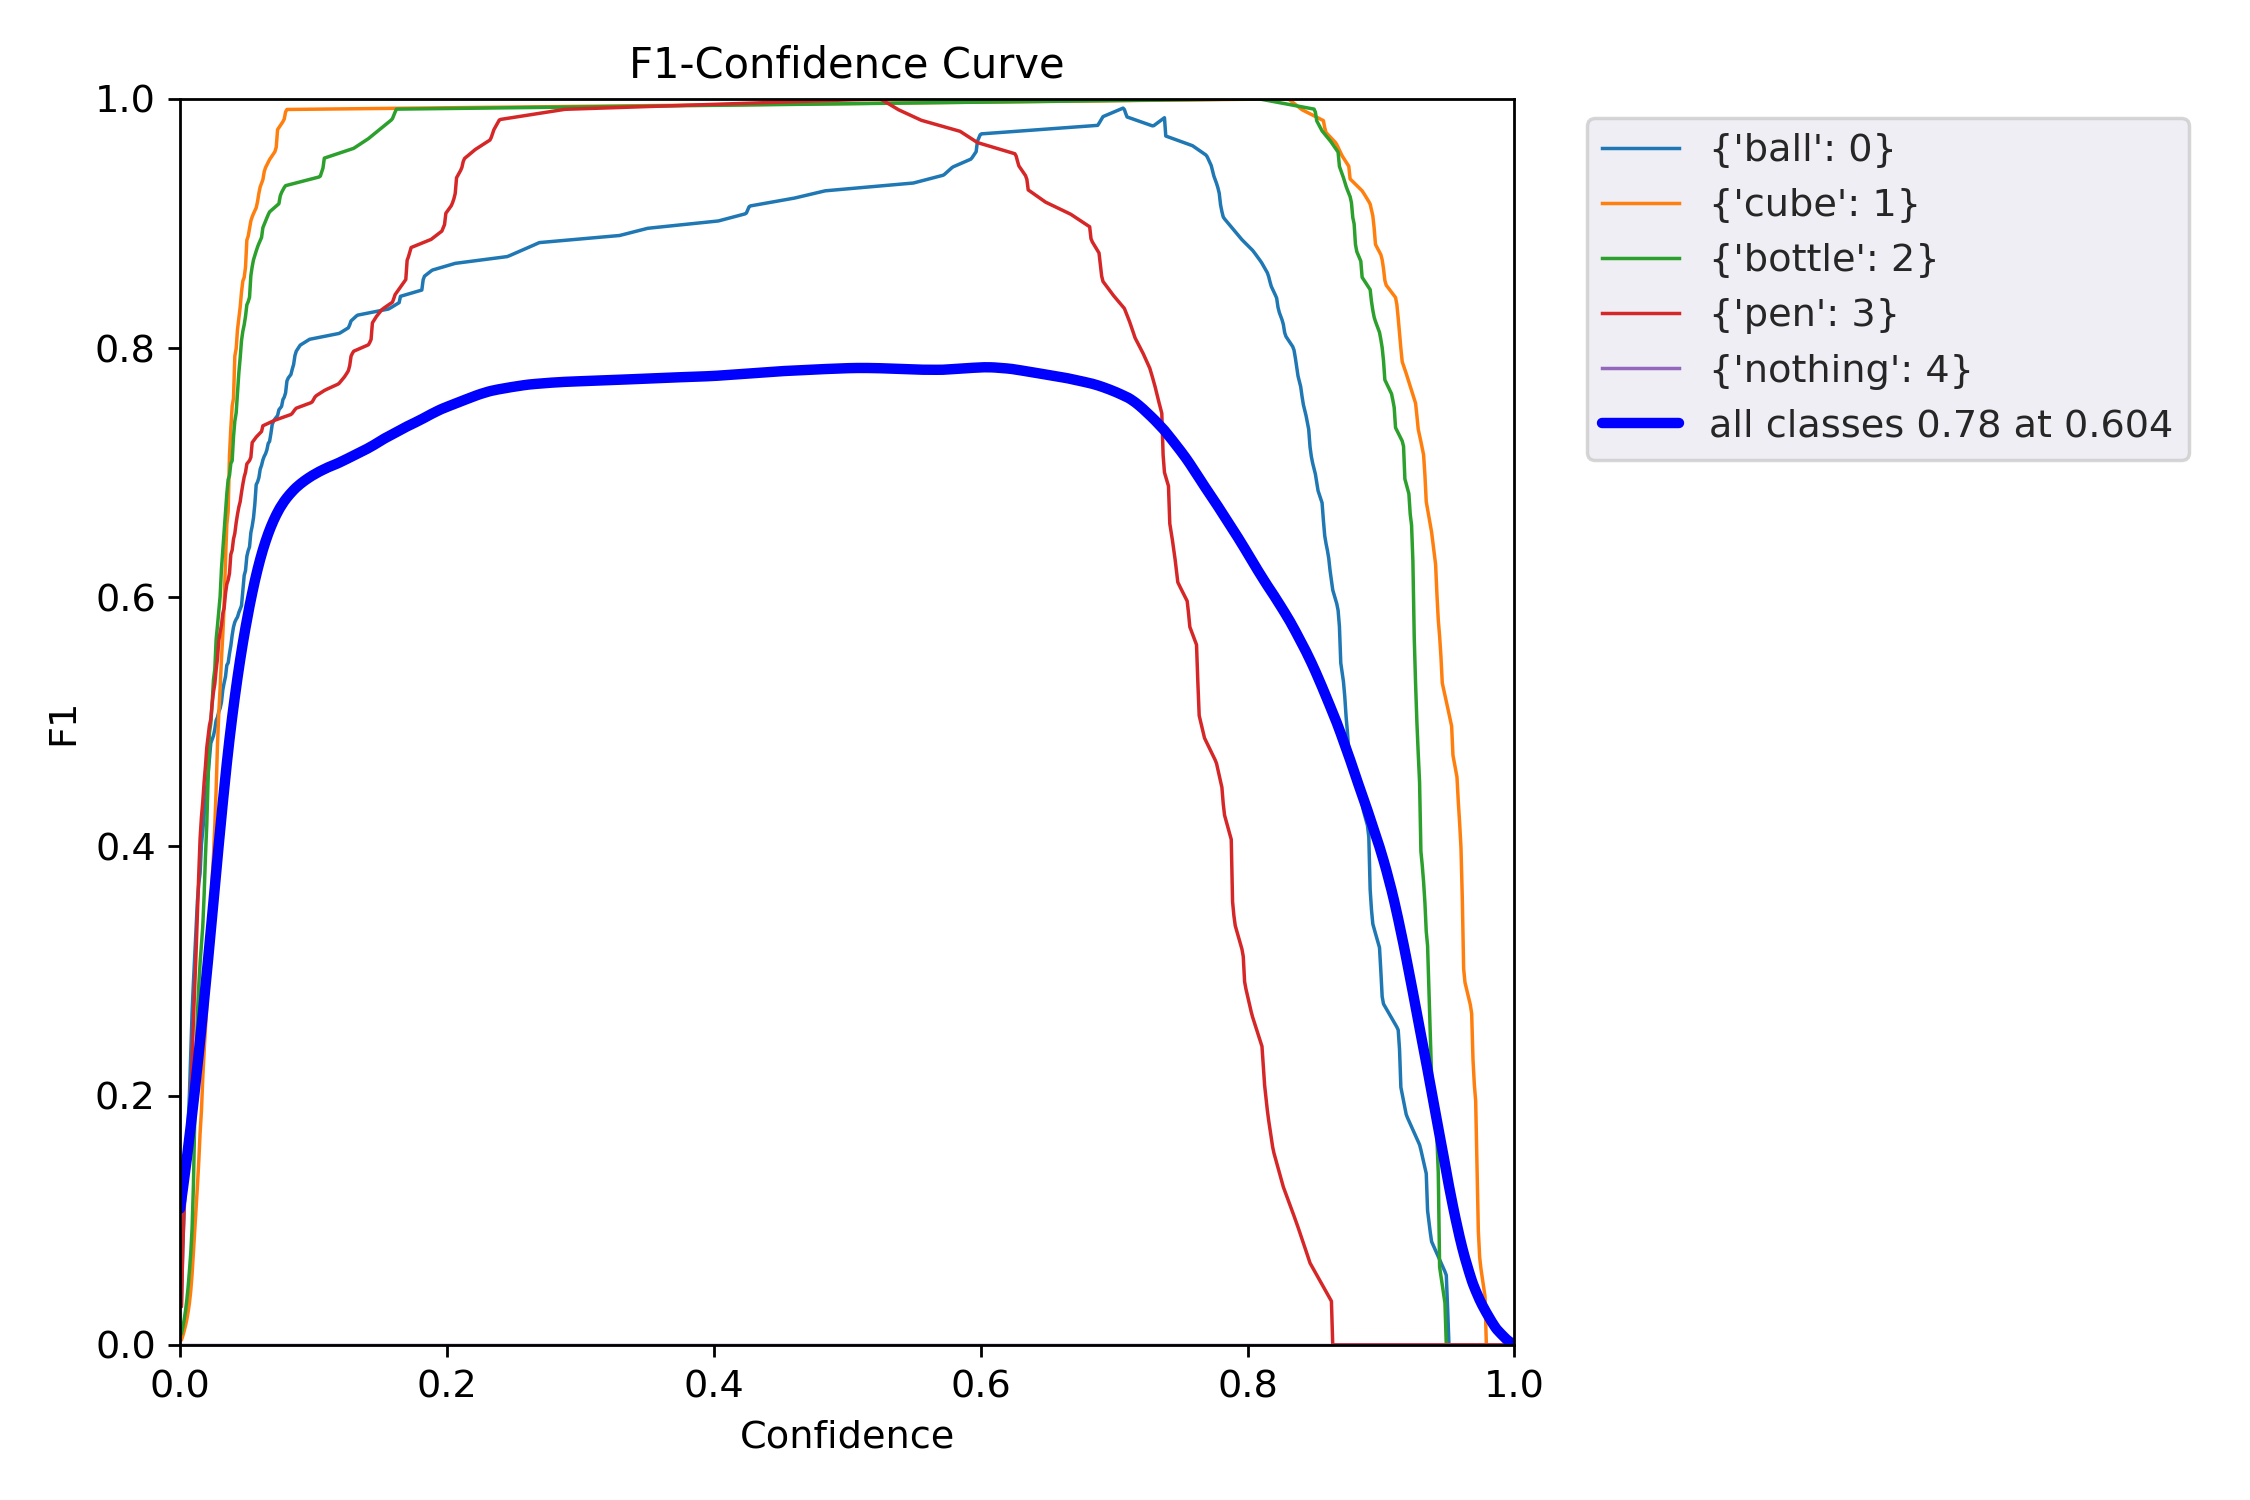 F1-Confidence Curve
1.0
0.8
0.6
0.4
0.2
0.0
F1
0.0 0.2 0.4 0.6 0.8 1.0
Confidence
{'ball': 0}
{'cube': 1}
{'bottle': 2}
{'pen': 3}
{'nothing': 4}
all classes 0.78 at 0.604